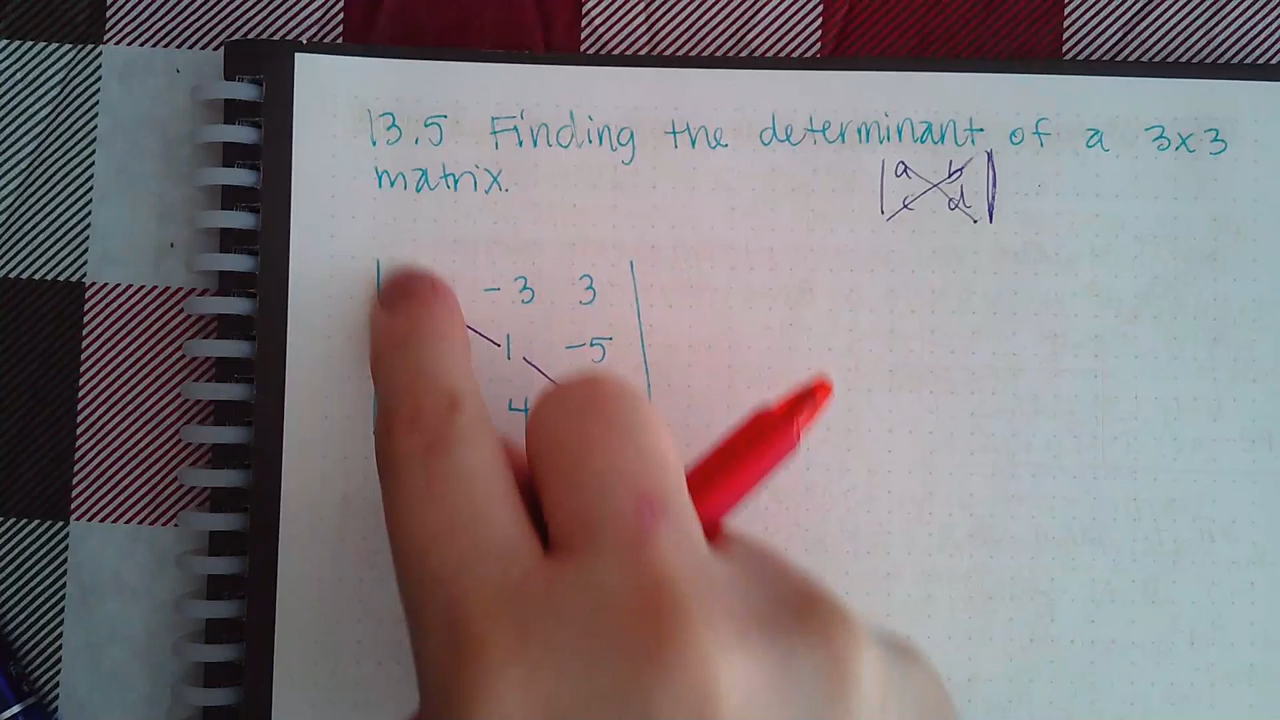 13.5 Finding the determinant of a 3x3
matrix.
a b
c d
-3 3
1 -5
4